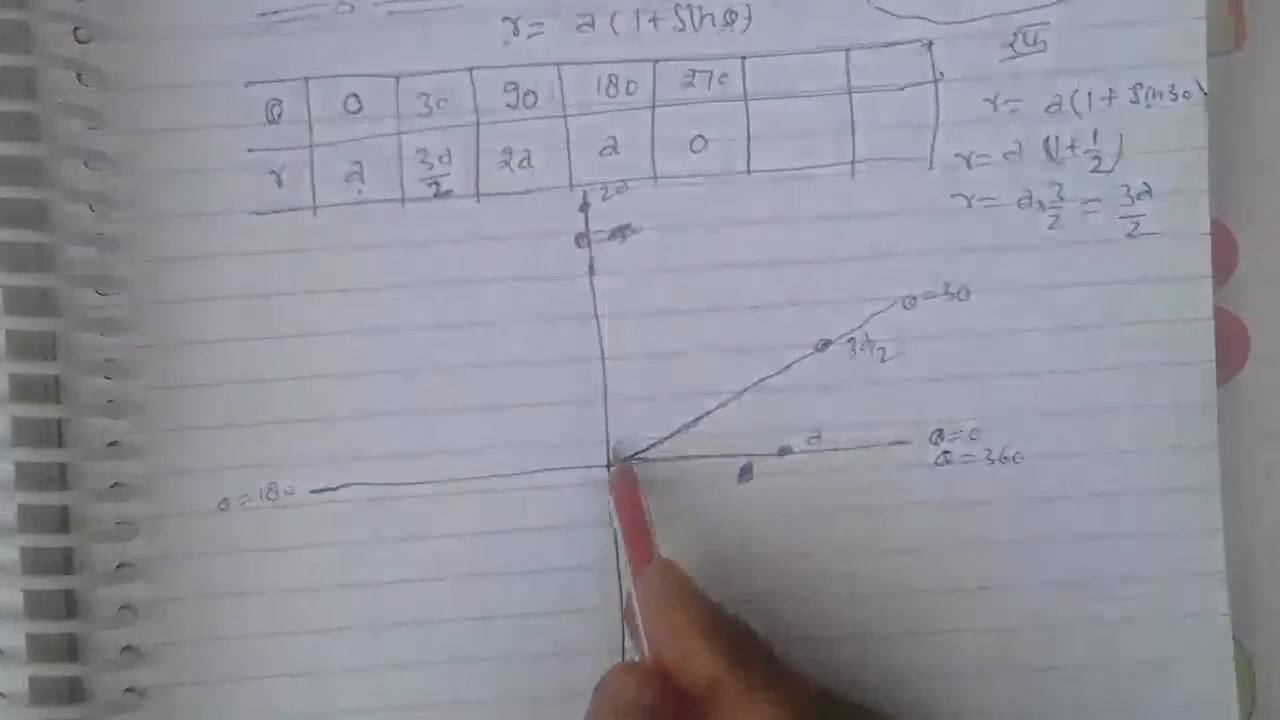 r = a (1 + Sinθ)
रफ
θ 0 30 90 180 270
r a 3a/2 2a a 0
r = a (1 + Sin30)
r = a (1 + 1/2)
r = a × 3/2 = 3a/2
2a
θ = 30
3a/2
a
θ = 0
θ = 360
θ = 180